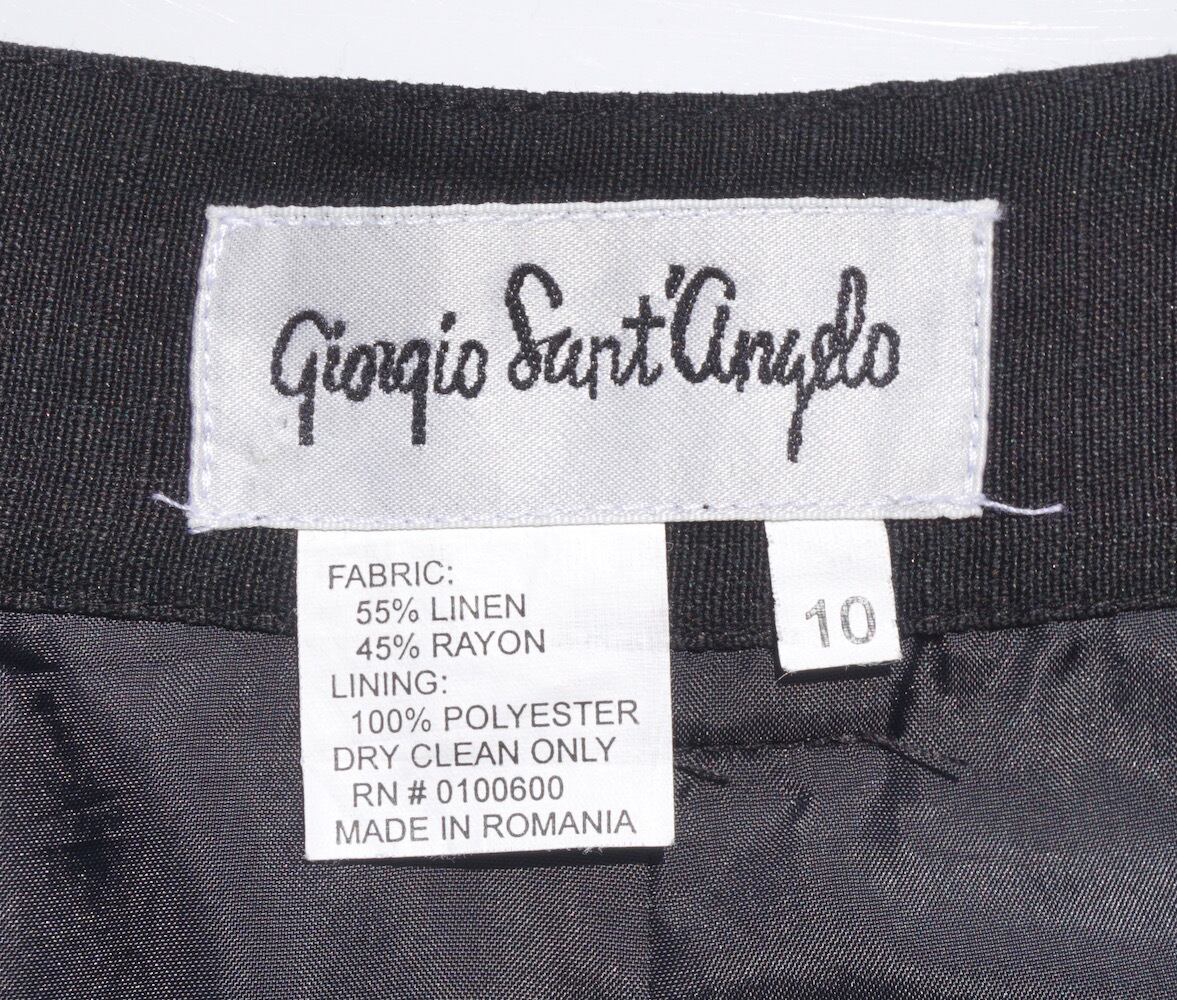 Giorgio Sant'Angelo
FABRIC:
55% LINEN
45% RAYON
LINING:
100% POLYESTER
DRY CLEAN ONLY
RN # 0100600
MADE IN ROMANIA
10